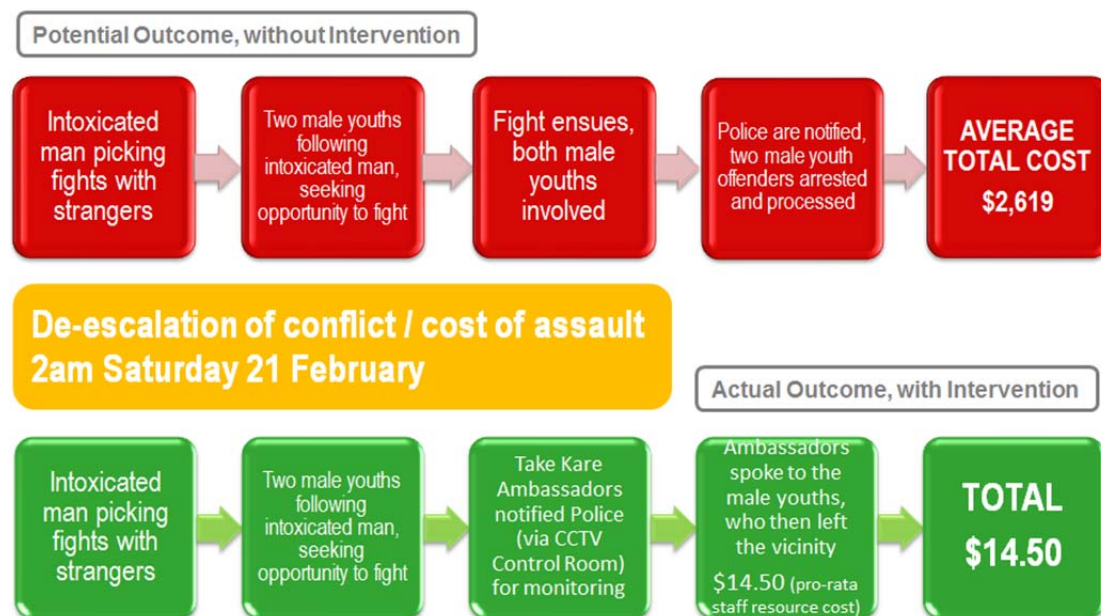 Potential Outcome, without Intervention
Intoxicated
man picking
fights with
strangers
Two male youths
following
intoxicated man,
seeking
opportunity to fight
Fight ensues,
both male
youths
involved
Police are notified,
two male youth
offenders arrested
and processed
AVERAGE
TOTAL COST
$2,619
De-escalation of conflict / cost of assault
2am Saturday 21 February
Actual Outcome, with Intervention
Intoxicated
man picking
fights with
strangers
Two male youths
following
intoxicated man,
seeking
opportunity to fight
Take Kare
Ambassadors
notified Police
(via CCTV
Control Room)
for monitoring
Ambassadors
spoke to the
male youths,
who then left
the vicinity
$14.50 (pro-rata
staff resource cost)
TOTAL
$14.50